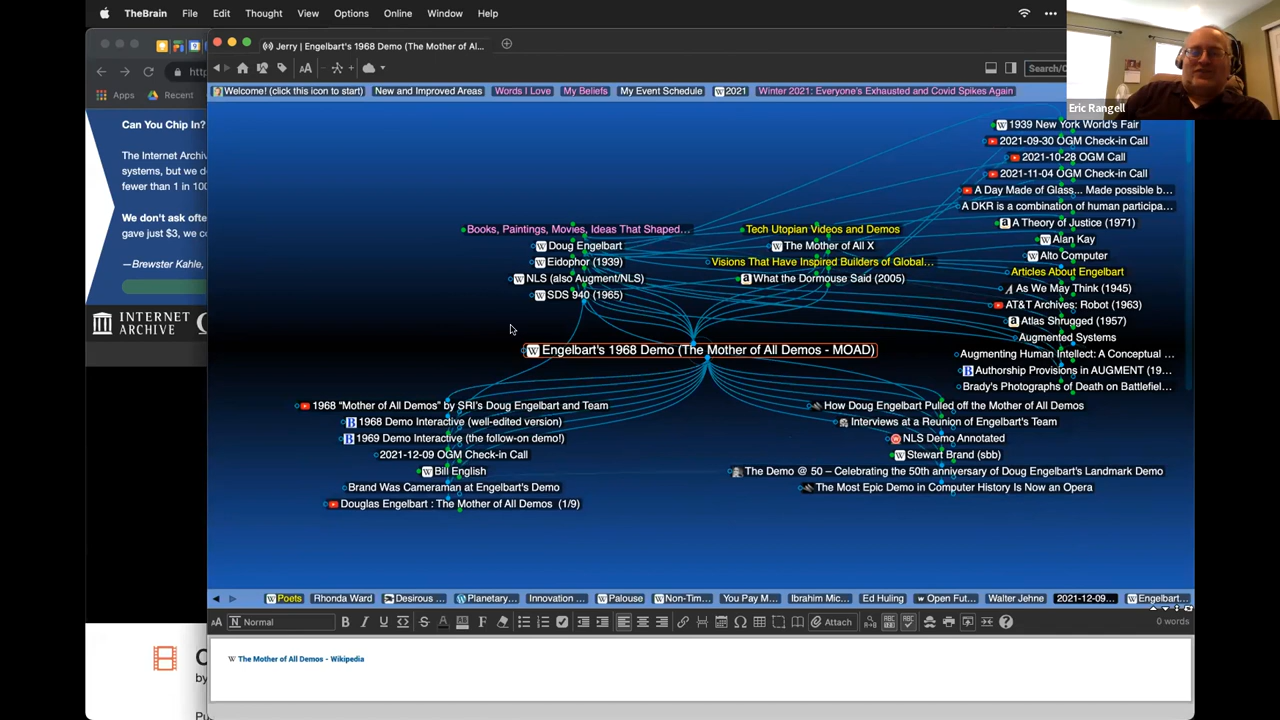 TheBrain File Edit Thought View Options Online Window Help
Eric Rangell
Jerry | Engelbart's 1968 Demo (The Mother of Al...
Search/C
http
Apps Recent
Welcome! (click this icon to start) New and Improved Areas Words I Love My Beliefs My Event Schedule 2021 Winter 2021: Everyone's Exhausted and Covid Spikes Again
Can You Chip In?
The Internet Archiv
systems, but we do
fewer than 1 in 100
We don't ask ofte
gave just $3, we co
—Brewster Kahle,
INTERNET
ARCHIVE
Books, Painings, Movies, Ideas That Shaped...
Doug Engelbart
Eidophor (1939)
NLS (also Augment/NLS)
SDS 940 (1965)
Tech Utopian Videos and Demos
The Mother of All X
Visions That Have Inspired Builders of Global...
What the Dormouse Said (2005)
1939 New York World's Fair
2021-09-30 OGM Check-in Call
2021-10-28 OGM Call
2021-11-04 OGM Check-in Call
A Day Made of Glass... Made possible b...
A DKR is a combination of human participa...
A Theory of Justice (1971)
Alan Kay
Alto Computer
Articles About Engelbart
As We May Think (1945)
AT&T Archives: Robot (1963)
Atlas Shrugged (1957)
Augmented Systems
Augmenting Human Intellect: A Conceptual ...
Authorship Provisions in AUGMENT (19...
Brady's Photographs of Death on Battlefiel...
Engelbart's 1968 Demo (The Mother of All Demos - MOAD)
1968 “Mother of All Demos” by SRI's Doug Engelbart and Team
1968 Demo Interactive (well-edited version)
1969 Demo Interactive (the follow-on demo!)
2021-12-09 OGM Check-in Call
Bill English
Brand Was Cameraman at Engelbart's Demo
Douglas Engelbart : The Mother of All Demos (1/9)
How Doug Engelbart Pulled off the Mother of All Demos
Interviews at a Reunion of Engelbart's Team
NLS Demo Annotated
Stewart Brand (sbb)
The Demo @ 50 – Celebrating the 50th anniversary of Doug Engelbart's Landmark Demo
The Most Epic Demo in Computer History Is Now an Opera
Poets Rhonda Ward Desirous ... Planetary... Innovation ... Palouse Non-Tim... You Pay M... Ibrahim Mic... Ed Huling Open Fut... Walter Jehne 2021-12-09... Engelbart...
Normal
Attach
0 words
The Mother of All Demos - Wikipedia
by